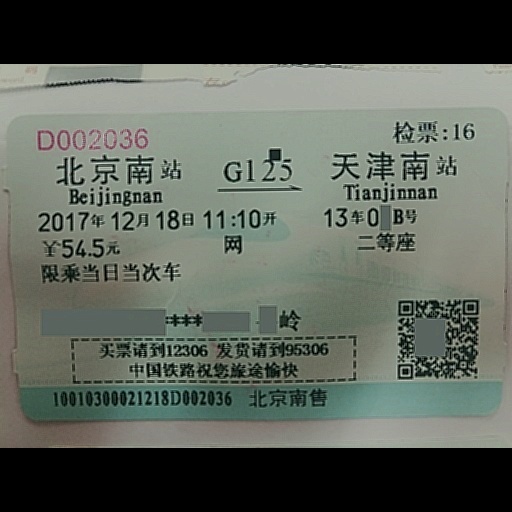 D002036
检票:16
北京南站 G125 天津南站
Beijingnan Tianjinnan
2017年12月18日11:10开 13车0 B号
￥54.5元 网 二等座
限乘当日当次车
*** 岭
买票请到12306 发货请到95306
中国铁路祝您旅途愉快
10010300021218D002036 北京南售